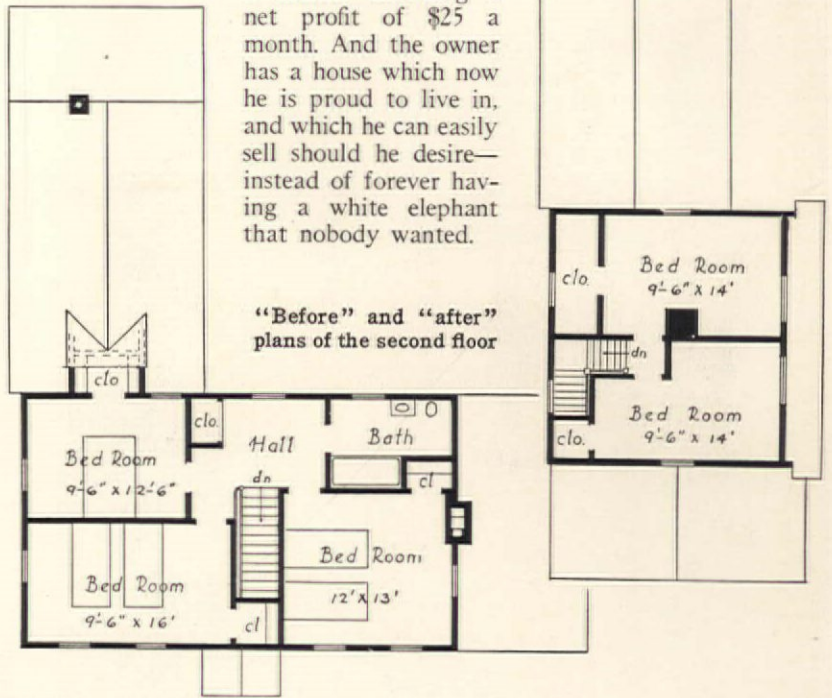 net profit of $25 a
month. And the owner
has a house which now
he is proud to live in,
and which he can easily
sell should he desire—
instead of forever hav-
ing a white elephant
that nobody wanted.
"Before" and "after"
plans of the second floor
clo
Bed Room
9'-6" x 12'-6"
clo.
Hall
dn
Bath
cl
Bed Room
12' x 13'
Bed Room
9'-6" x 16'
cl
clo.
Bed Room
9'-6" x 14'
dn
Bed Room
9'-6" x 14'
clo.